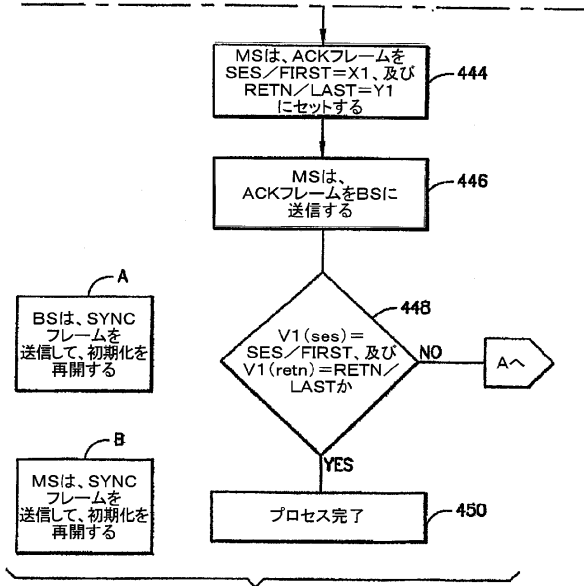 MSは、ACKフレームを
SES/FIRST=X1、及び
RETN/LAST=Y1
にセットする
444
MSは、
ACKフレームをBSに
送信する
446
A
BSは、SYNC
フレームを
送信して、初期化を
再開する
448
V1(ses)=
SES/FIRST、及び
V1(retn)=RETN/
LASTか
NO
Aへ
B
MSは、SYNC
フレームを
送信して、初期化を
再開する
YES
プロセス完了
450